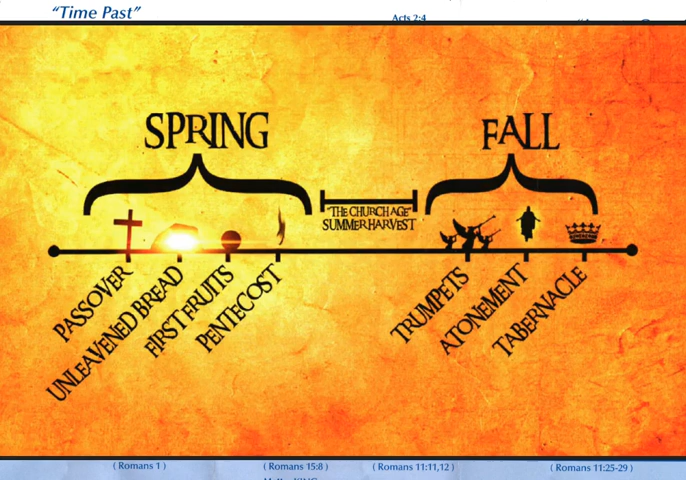 "Time Past"
Acts 2:4
SPRING
FALL
"THE CHURCH AGE"
SUMMER HARVEST
PASSOVER
UNLEAVENED BREAD
FIRST FRUITS
PENTECOST
TRUMPETS
ATONEMENT
TABERNACLE
( Romans 1 )
( Romans 15:8 )
( Romans 11:11,12 )
( Romans 11:25-29 )